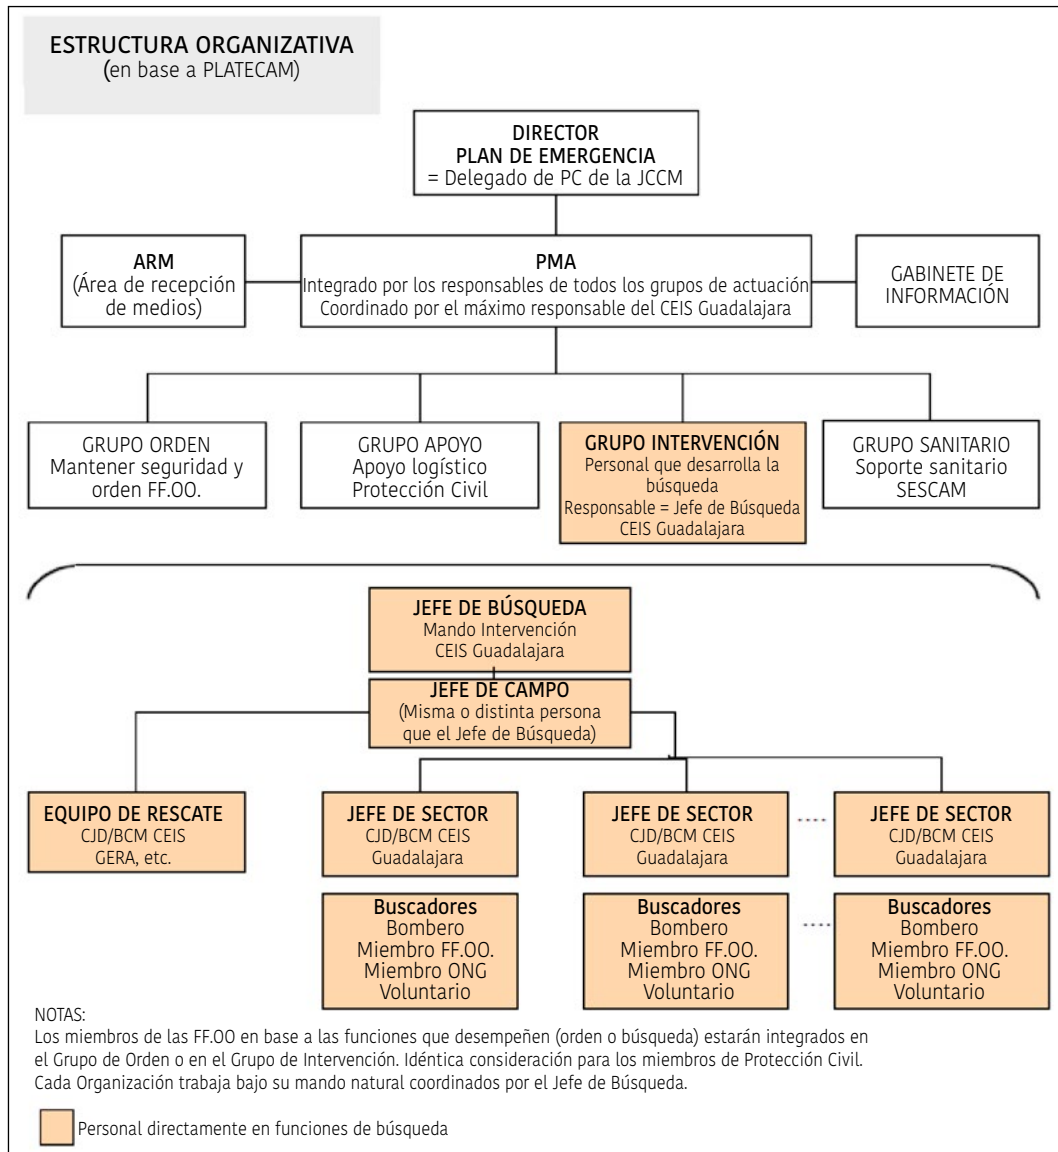 ESTRUCTURA ORGANIZATIVA
(en base a PLATECAM)
DIRECTOR
PLAN DE EMERGENCIA
= Delegado de PC de la JCCM
ARM
(Área de recepción
de medios)
PMA
Integrado por los responsables de todos los grupos de actuación
Coordinado por el máximo responsable del CEIS Guadalajara
GABINETE DE
INFORMACIÓN
GRUPO ORDEN
Mantener seguridad y
orden FF.OO.
GRUPO APOYO
Apoyo logístico
Protección Civil
GRUPO INTERVENCIÓN
Personal que desarrolla la
búsqueda
Responsable = Jefe de Búsqueda
CEIS Guadalajara
GRUPO SANITARIO
Soporte sanitario
SESCAM
JEFE DE BÚSQUEDA
Mando Intervención
CEIS Guadalajara
JEFE DE CAMPO
(Misma o distinta persona
que el Jefe de Búsqueda)
EQUIPO DE RESCATE
CJD/BCM CEIS
GERA, etc.
JEFE DE SECTOR
CJD/BCM CEIS
Guadalajara
JEFE DE SECTOR
CJD/BCM CEIS
Guadalajara
.....
JEFE DE SECTOR
CJD/BCM CEIS
Guadalajara
Buscadores
Bombero
Miembro FF.OO.
Miembro ONG
Voluntario
Buscadores
Bombero
Miembro FF.OO.
Miembro ONG
Voluntario
....
Buscadores
Bombero
Miembro FF.OO.
Miembro ONG
Voluntario
NOTAS:
Los miembros de las FF.OO en base a las funciones que desempeñen (orden o búsqueda) estarán integrados en
el Grupo de Orden o en el Grupo de Intervención. Idéntica consideración para los miembros de Protección Civil.
Cada Organización trabaja bajo su mando natural coordinados por el Jefe de Búsqueda.
Personal directamente en funciones de búsqueda